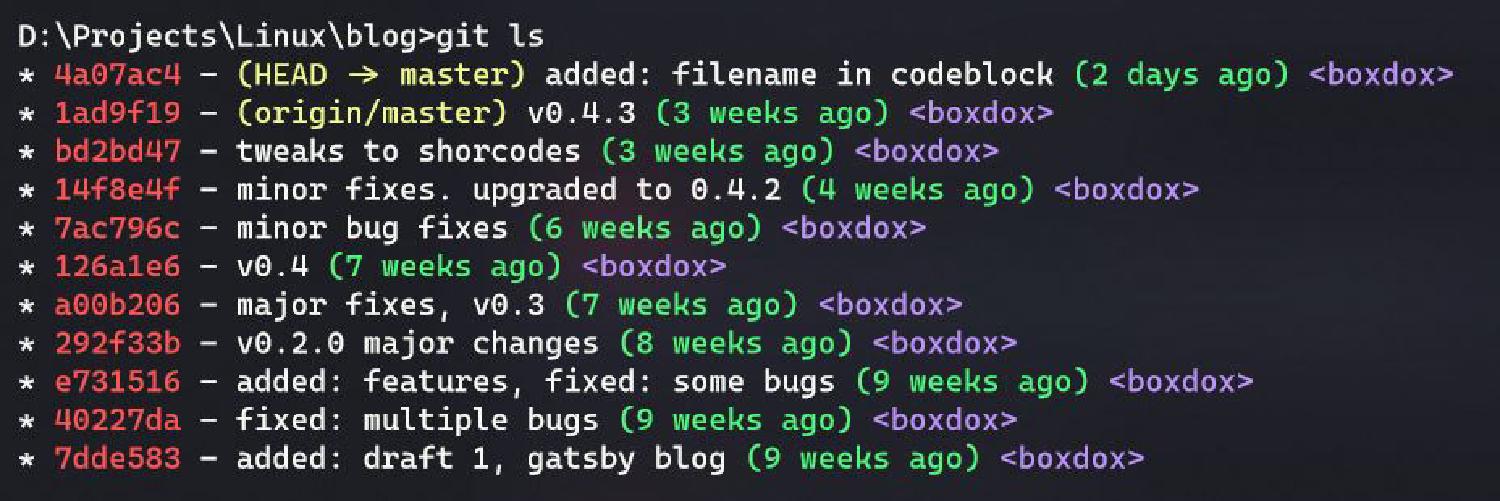 D:\Projects\Linux\blog>git ls
* 4a07ac4 – (HEAD -> master) added: filename in codeblock (2 days ago) <boxdox>
* 1ad9f19 – (origin/master) v0.4.3 (3 weeks ago) <boxdox>
* bd2bd47 – tweaks to shorcodes (3 weeks ago) <boxdox>
* 14f8e4f – minor fixes. upgraded to 0.4.2 (4 weeks ago) <boxdox>
* 7ac796c – minor bug fixes (6 weeks ago) <boxdox>
* 126a1e6 – v0.4 (7 weeks ago) <boxdox>
* a00b206 – major fixes, v0.3 (7 weeks ago) <boxdox>
* 292f33b – v0.2.0 major changes (8 weeks ago) <boxdox>
* e731516 – added: features, fixed: some bugs (9 weeks ago) <boxdox>
* 40227da – fixed: multiple bugs (9 weeks ago) <boxdox>
* 7dde583 – added: draft 1, gatsby blog (9 weeks ago) <boxdox>